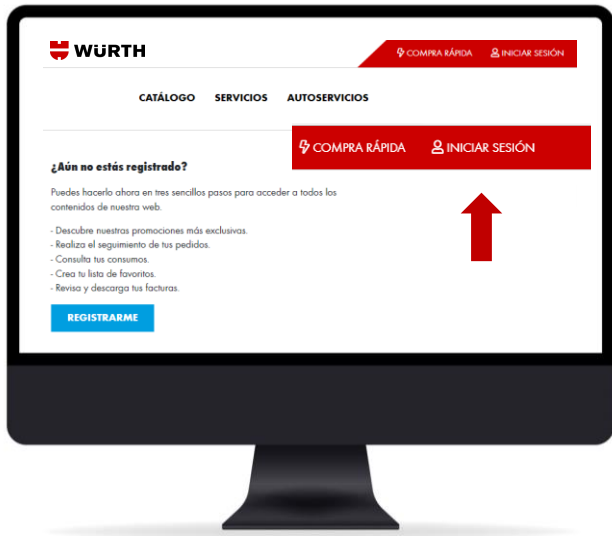 WÜRTH
COMPRA RÁPIDA INICIAR SESIÓN
CATÁLOGO SERVICIOS AUTOSERVICIOS
COMPRA RÁPIDA INICIAR SESIÓN
¿Aún no estás registrado?
Puedes hacerlo ahora en tres sencillos pasos para acceder a todos los
contenidos de nuestra web.
- Descubre nuestras promociones más exclusivas.
- Realiza el seguimiento de tus pedidos.
- Consulta tus consumos.
- Crea tu lista de favoritos.
- Revisa y descarga tus facturas.
REGISTRARME